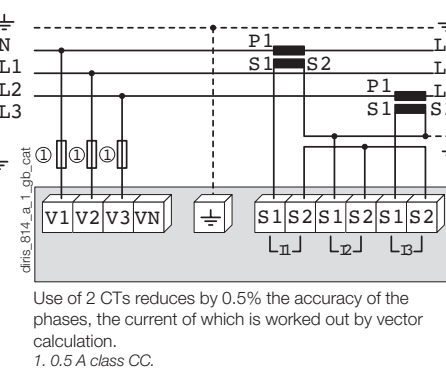 N
L1
L2
L3
P1
S1 S2
P1
S1
L
L
L
① ① ①
diris_814_a_1_gb_cat
V1 V2 V3 VN S1 S2 S1 S2 S1 S2
I1 I2 I3
Use of 2 CTs reduces by 0.5% the accuracy of the
phases, the current of which is worked out by vector
calculation.
1. 0.5 A class CC.